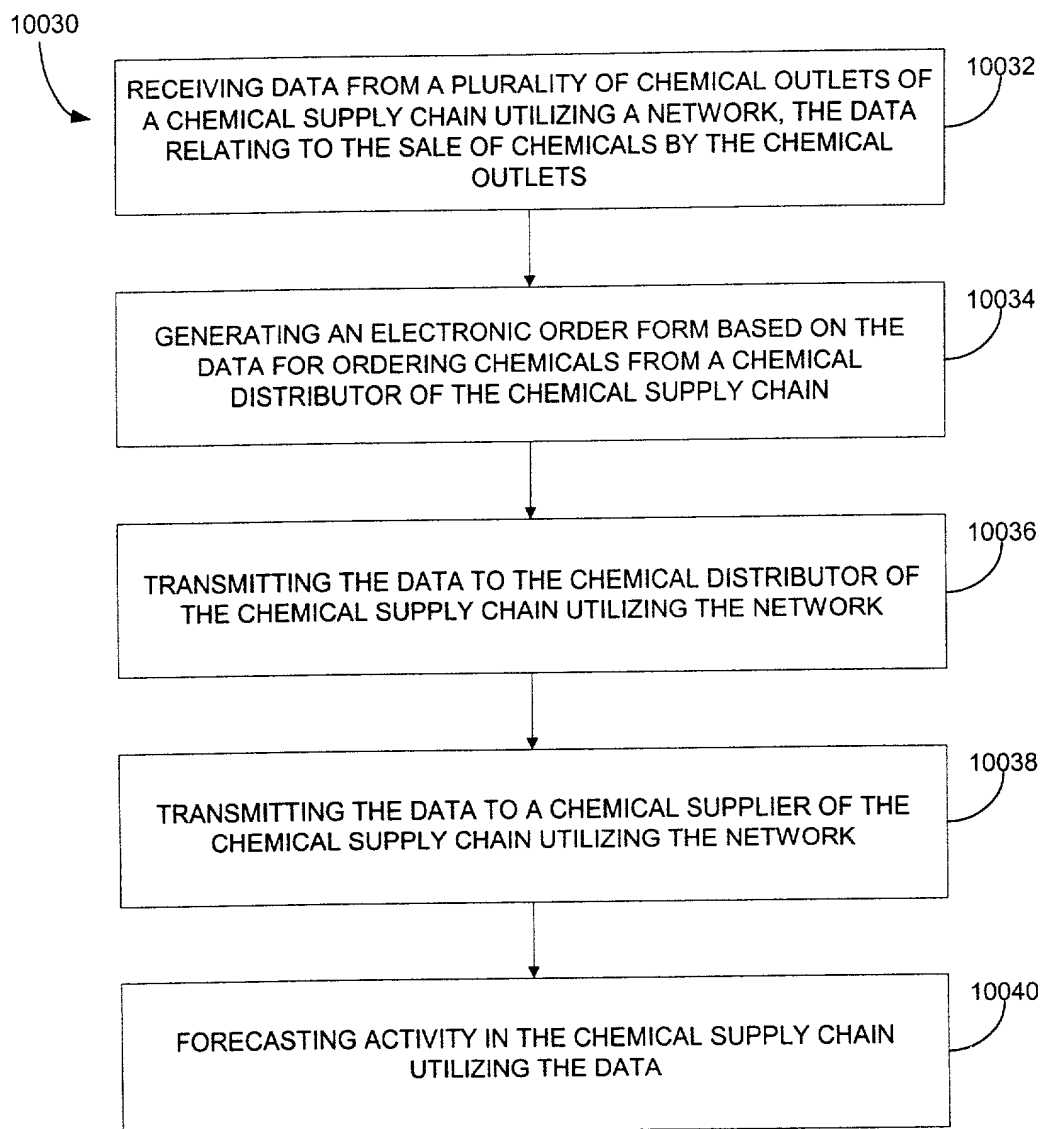 10030
RECEIVING DATA FROM A PLURALITY OF CHEMICAL OUTLETS OF
A CHEMICAL SUPPLY CHAIN UTILIZING A NETWORK, THE DATA
RELATING TO THE SALE OF CHEMICALS BY THE CHEMICAL
OUTLETS
10032
GENERATING AN ELECTRONIC ORDER FORM BASED ON THE
DATA FOR ORDERING CHEMICALS FROM A CHEMICAL
DISTRIBUTOR OF THE CHEMICAL SUPPLY CHAIN
10034
TRANSMITTING THE DATA TO THE CHEMICAL DISTRIBUTOR OF
THE CHEMICAL SUPPLY CHAIN UTILIZING THE NETWORK
10036
TRANSMITTING THE DATA TO A CHEMICAL SUPPLIER OF THE
CHEMICAL SUPPLY CHAIN UTILIZING THE NETWORK
10038
FORECASTING ACTIVITY IN THE CHEMICAL SUPPLY CHAIN
UTILIZING THE DATA
10040